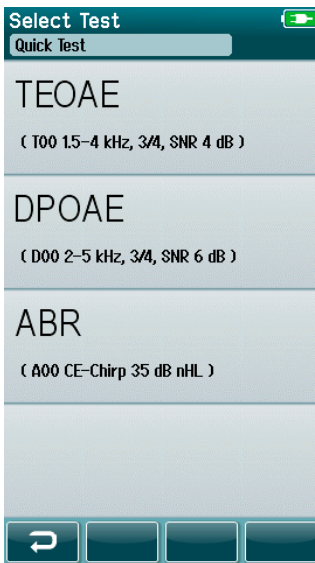 Select Test
Quick Test
TEOAE
( T00 1.5-4 kHz, 3/4, SNR 4 dB )
DPOAE
( D00 2-5 kHz, 3/4, SNR 6 dB )
ABR
( A00 CE-Chirp 35 dB nHL )